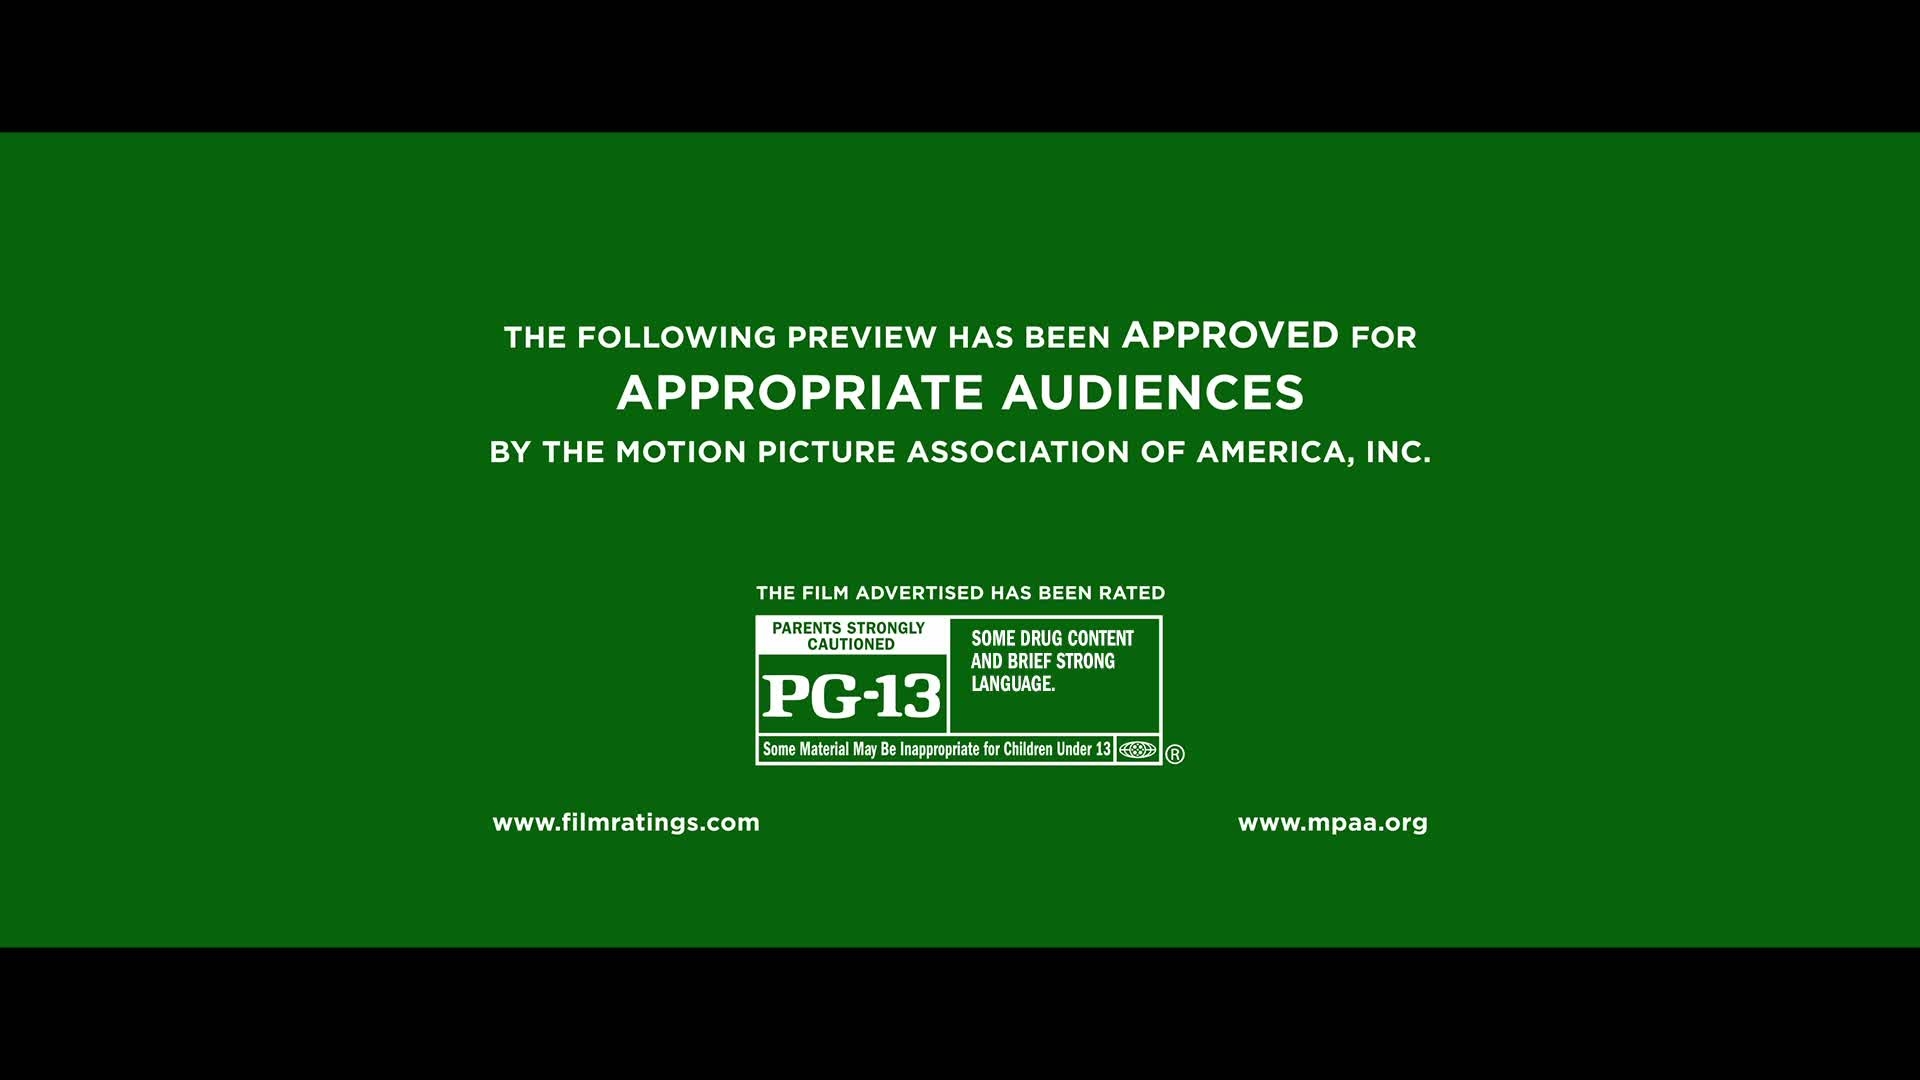 THE FOLLOWING PREVIEW HAS BEEN APPROVED FOR
APPROPRIATE AUDIENCES
BY THE MOTION PICTURE ASSOCIATION OF AMERICA, INC.
THE FILM ADVERTISED HAS BEEN RATED
PARENTS STRONGLY
CAUTIONED
PG-13
SOME DRUG CONTENT
AND BRIEF STRONG
LANGUAGE.
Some Material May Be Inappropriate for Children Under 13
®
www.filmratings.com
www.mpaa.org